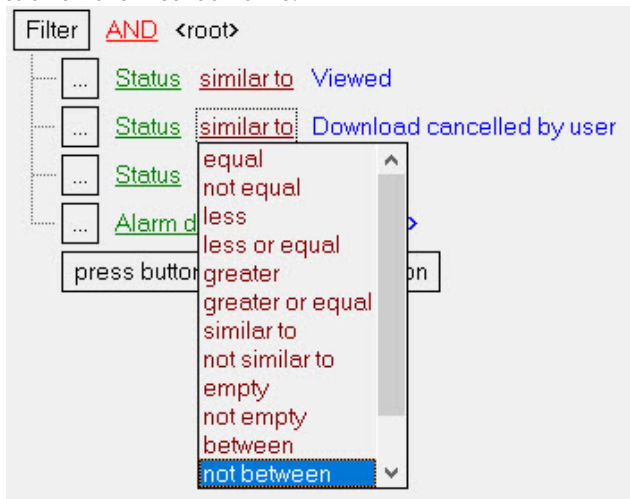 Filter AND <root>
... Status similar to Viewed
... Status similar to Download cancelled by user
... Status
... Alarm d >
press button on
equal
not equal
less
less or equal
greater
greater or equal
similar to
not similar to
empty
not empty
between
not between